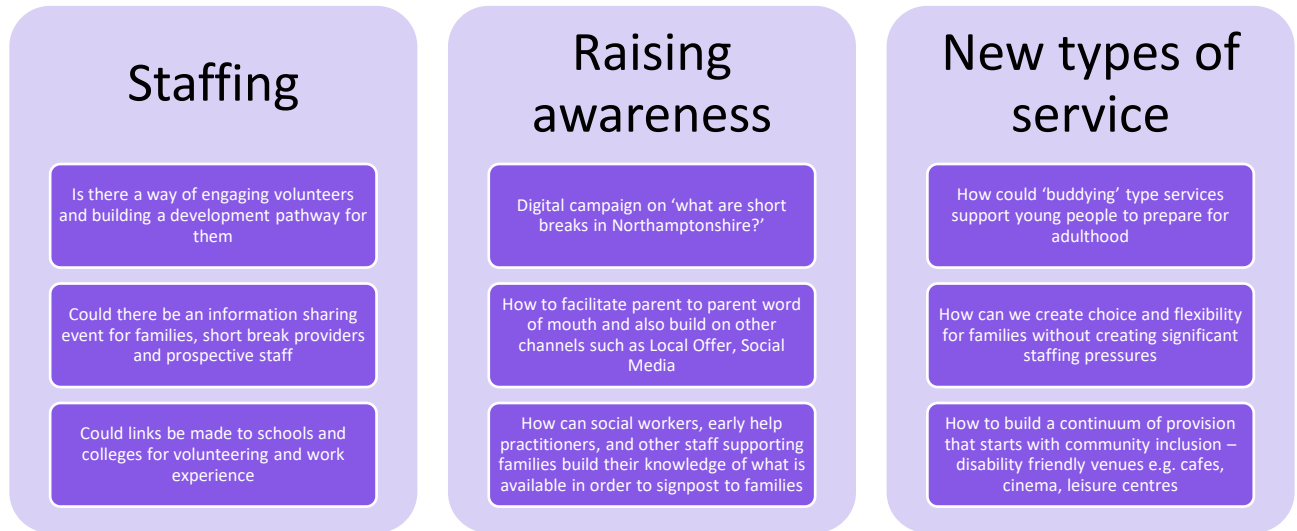 Staffing
Is there a way of engaging volunteers
and building a development pathway for
them
Could there be an information sharing
event for families, short break providers
and prospective staff
Could links be made to schools and
colleges for volunteering and work
experience
Raising
awareness
Digital campaign on ‘what are short
breaks in Northamptonshire?’
How to facilitate parent to parent word
of mouth and also build on other
channels such as Local Offer, Social
Media
How can social workers, early help
practitioners, and other staff supporting
families build their knowledge of what is
available in order to signpost to families
New types of
service
How could ‘buddying’ type services
support young people to prepare for
adulthood
How can we create choice and flexibility
for families without creating significant
staffing pressures
How to build a continuum of provision
that starts with community inclusion –
disability friendly venues e.g. cafes,
cinema, leisure centres